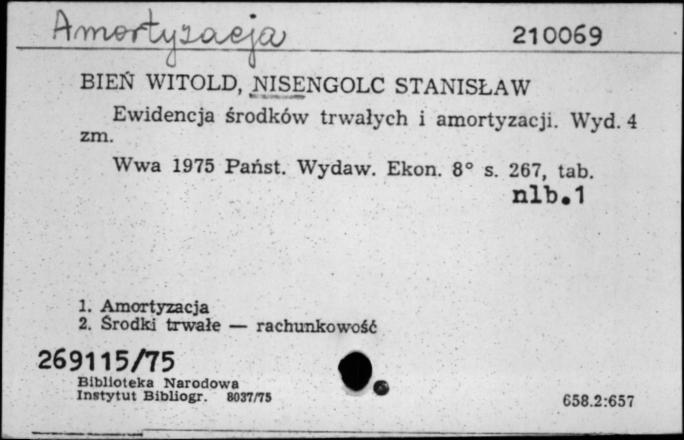 Amortyzacja
210069
BIEŃ WITOLD, NISENGOLC STANISŁAW
Ewidencja środków trwałych i amortyzacji. Wyd. 4
zm.
Wwa 1975 Państ. Wydaw. Ekon. 8° s. 267, tab.
nlb.1
1. Amortyzacja
2. Środki trwałe — rachunkowość
269115/75
Biblioteka Narodowa
Instytut Bibliogr. 8037/75
658.2:657